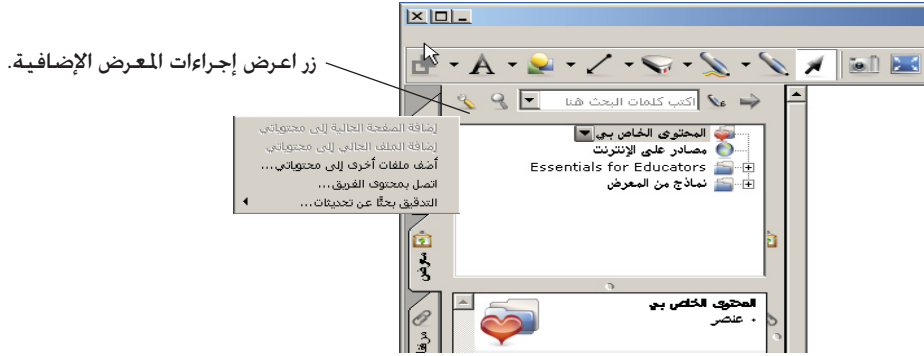 زر اعرض إجراءات المعرض الإضافية.
اكتب كلمات البحث هنا
إضافة الصفحة الحالية إلى محتوياتي
إضافة الملف الحالي إلى محتوياتي
أضف ملفات أخرى إلى محتوياتي...
اتصل بمحتوى الفريق...
التدقيق بحثًا عن تحديثات...
المحتوى الخاص بي
مصادر على الإنترنت
Essentials for Educators
نماذج من المعرض
معرض
المحتوى الخاص بي
٠ عنصر